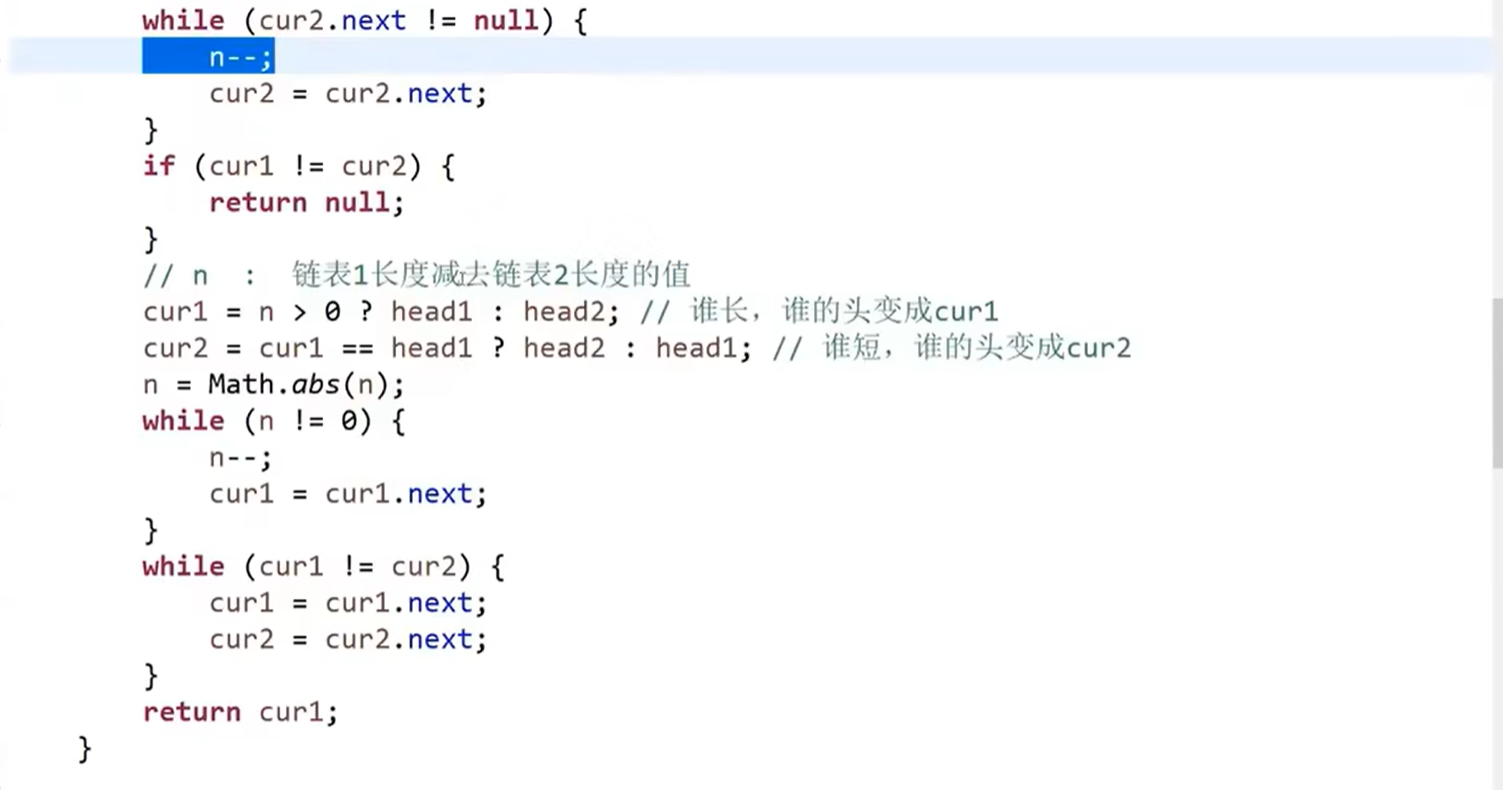 while (cur2.next != null) {
n--;
cur2 = cur2.next;
}
if (cur1 != cur2) {
return null;
}
// n : 链表1长度减去链表2长度的值
cur1 = n > 0 ? head1 : head2; // 谁长，谁的头变成cur1
cur2 = cur1 == head1 ? head2 : head1; // 谁短，谁的头变成cur2
n = Math.abs(n);
while (n != 0) {
n--;
cur1 = cur1.next;
}
while (cur1 != cur2) {
cur1 = cur1.next;
cur2 = cur2.next;
}
return cur1;
}